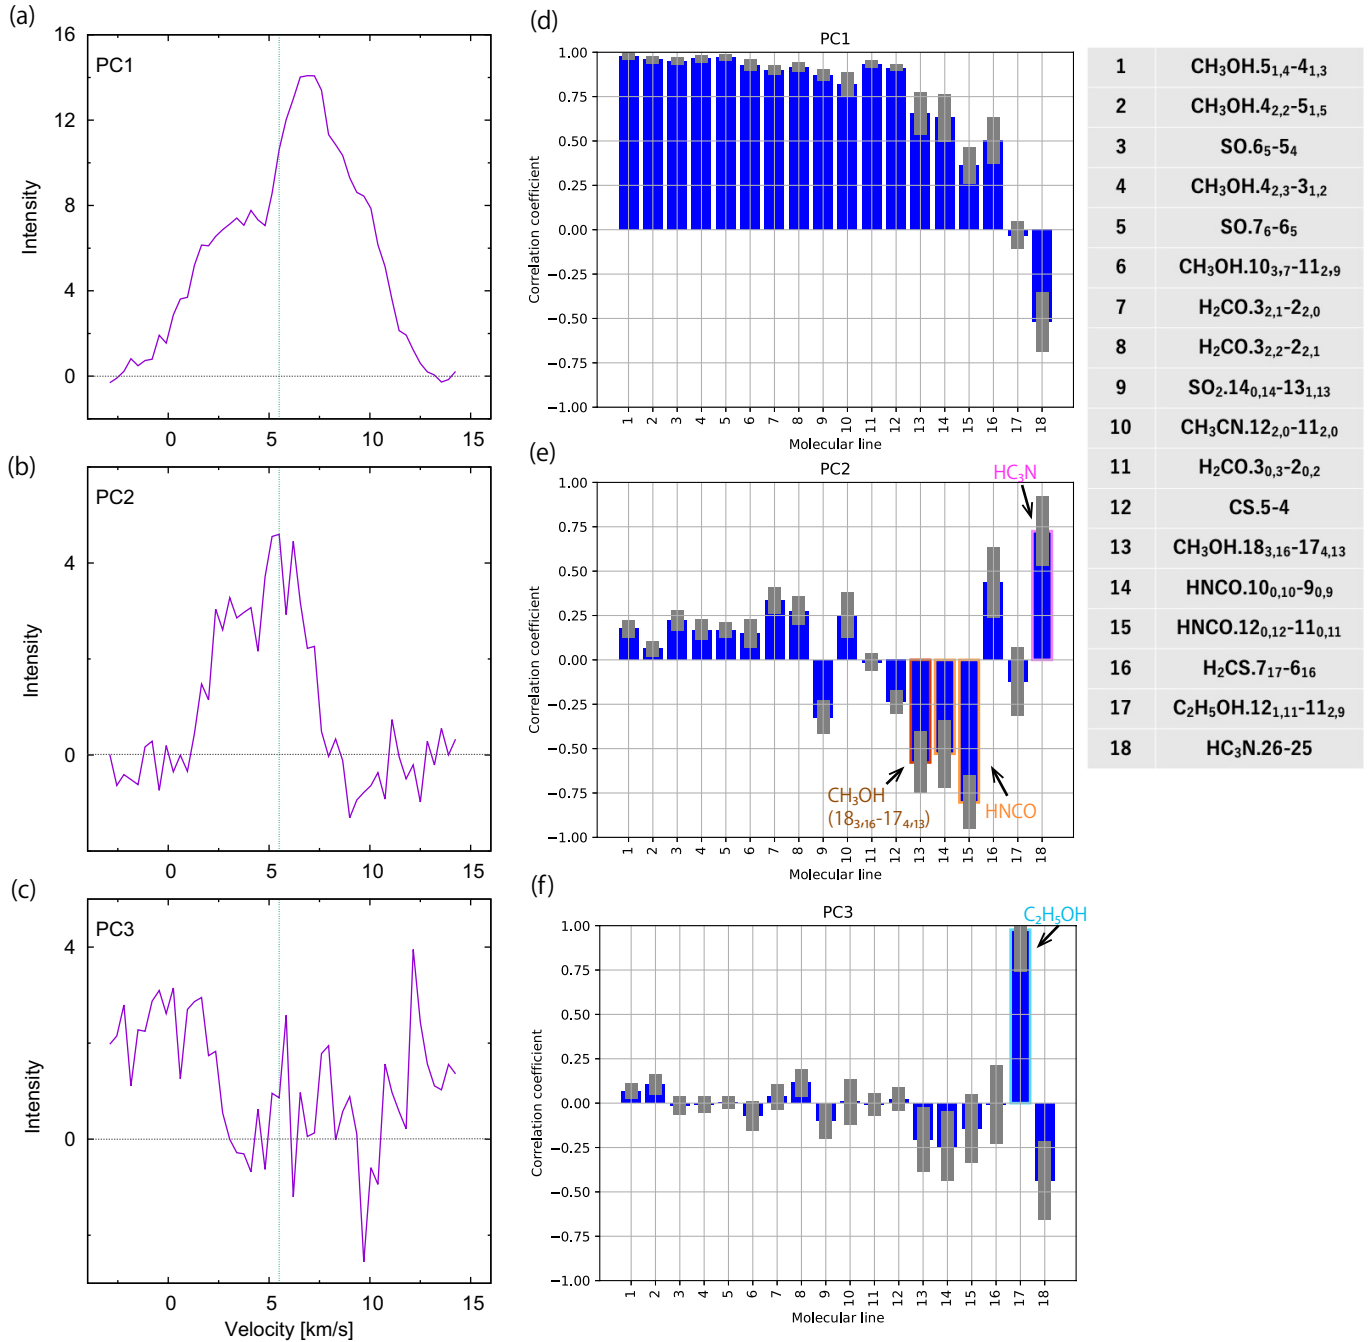 (a)
PC1
16
12
8
4
0
Intensity
0
5
10
15
(b)
PC2
4
0
Intensity
0
5
10
15
(c)
PC3
4
0
Intensity
0
5
10
15
Velocity [km/s]
(d)
PC1
1.00
0.75
0.50
0.25
0.00
−0.25
−0.50
−0.75
−1.00
Correlation coefficient
1 2 3 4 5 6 7 8 9 10 11 12 13 14 15 16 17 18
Molecular line
(e)
PC2
HC₃N
1.00
0.75
0.50
0.25
0.00
−0.25
−0.50
−0.75
−1.00
Correlation coefficient
CH₃OH
(18₃,₁₆-17₄,₁₃)
HNCO
1 2 3 4 5 6 7 8 9 10 11 12 13 14 15 16 17 18
Molecular line
(f)
PC3
C₂H₅OH
1.00
0.75
0.50
0.25
0.00
−0.25
−0.50
−0.75
−1.00
Correlation coefficient
1 2 3 4 5 6 7 8 9 10 11 12 13 14 15 16 17 18
Molecular line
1 CH₃OH.5₁,₄-4₁,₃
2 CH₃OH.4₂,₂-5₁,₅
3 SO.6₅-5₄
4 CH₃OH.4₂,₃-3₁,₂
5 SO.7₆-6₅
6 CH₃OH.10₃,₇-11₂,₉
7 H₂CO.3₂,₁-2₂,₀
8 H₂CO.3₂,₂-2₂,₁
9 SO₂.14₀,₁₄-13₁,₁₃
10 CH₃CN.12₂,₀-11₂,₀
11 H₂CO.3₀,₃-2₀,₂
12 CS.5-4
13 CH₃OH.18₃,₁₆-17₄,₁₃
14 HNCO.10₀,₁₀-9₀,₉
15 HNCO.12₀,₁₂-11₀,₁₁
16 H₂CS.7₁₇-6₁₆
17 C₂H₅OH.12₁,₁₁-11₂,₉
18 HC₃N.26-25